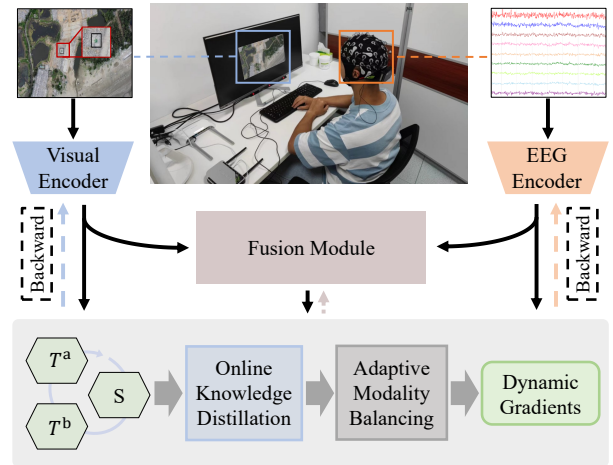 Visual
Encoder
EEG
Encoder
Backward
Fusion Module
Backward
Tᵃ
Tᵇ
S
Online
Knowledge
Distillation
Adaptive
Modality
Balancing
Dynamic
Gradients